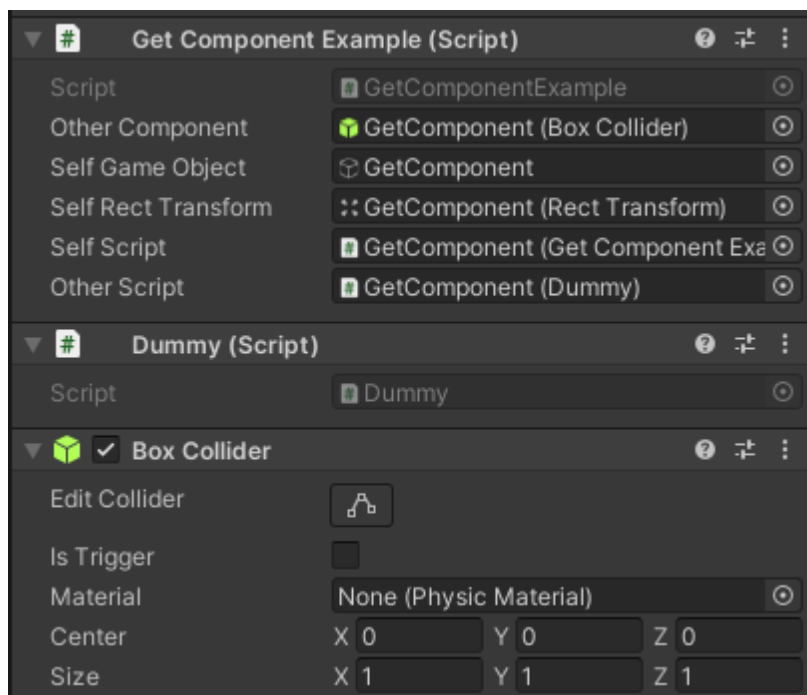 Get Component Example (Script)
Script GetComponentExample
Other Component GetComponent (Box Collider)
Self Game Object GetComponent
Self Rect Transform GetComponent (Rect Transform)
Self Script GetComponent (Get Component Exa
Other Script GetComponent (Dummy)
Dummy (Script)
Script Dummy
Box Collider
Edit Collider
Is Trigger
Material None (Physic Material)
Center X 0 Y 0 Z 0
Size X 1 Y 1 Z 1